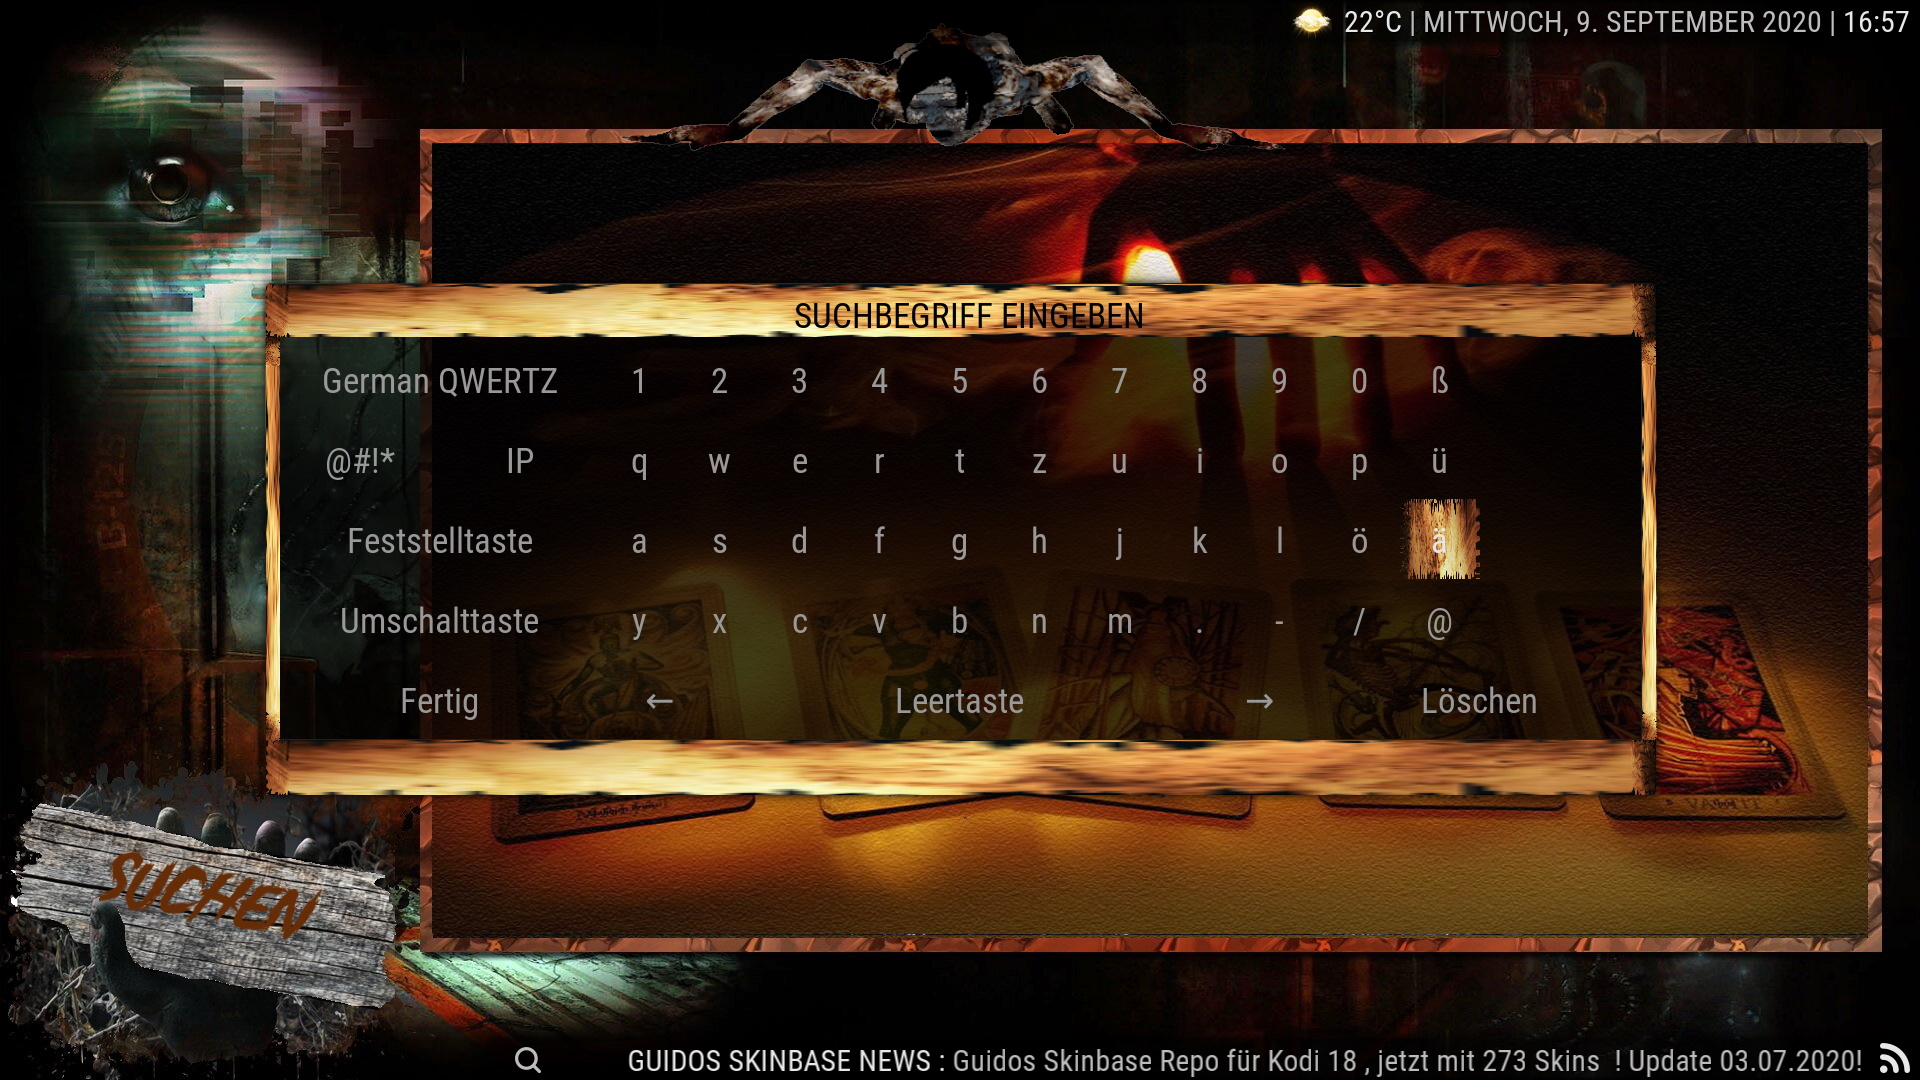 22°C | MITTWOCH, 9. SEPTEMBER 2020 | 16:57
SUCHBEGRIFF EINGEBEN
German QWERTZ 1 2 3 4 5 6 7 8 9 0 ß
@#!* IP q w e r t z u i o p ü
Feststelltaste a s d f g h j k l ö ä
Umschalttaste y x c v b n m . - / @
Fertig ← Leertaste → Löschen
SUCHEN
GUIDOS SKINBASE NEWS : Guidos Skinbase Repo für Kodi 18 , jetzt mit 273 Skins ! Update 03.07.2020!